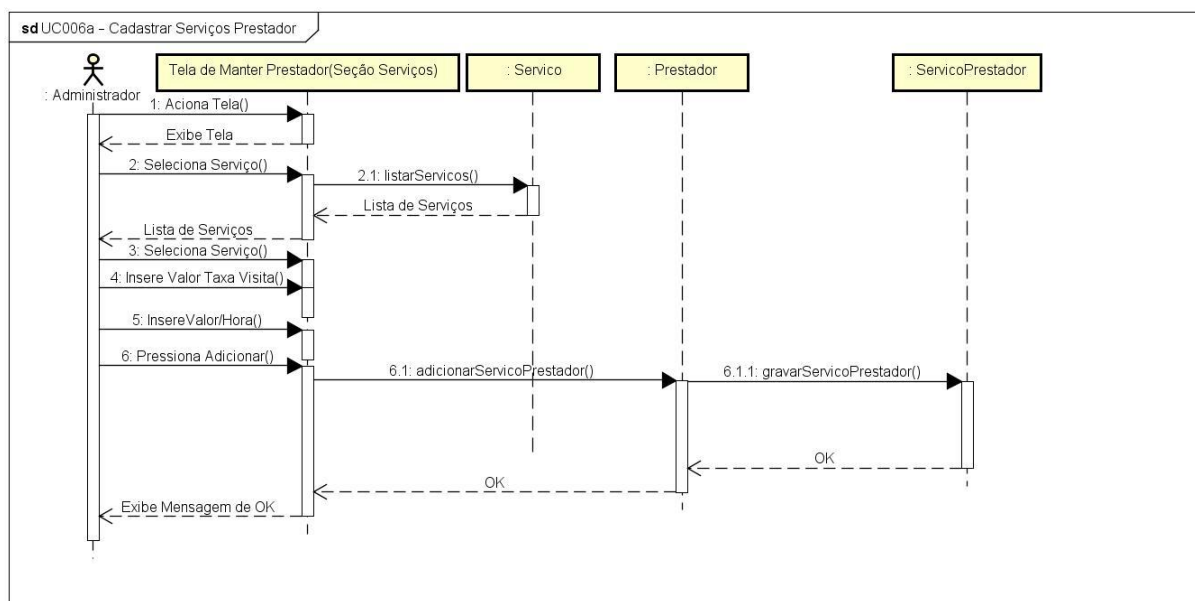 sd UC006a - Cadastrar Serviços Prestador
: Administrador
Tela de Manter Prestador(Seção Serviços)
: Servico
: Prestador
: ServicoPrestador
1: Aciona Tela()
Exibe Tela
2: Seleciona Serviço()
2.1: listarServicos()
Lista de Serviços
Lista de Serviços
3: Seleciona Serviço()
4: Insere Valor Taxa Visita()
5: InsereValor/Hora()
6: Pressiona Adicionar()
6.1: adicionarServicoPrestador()
6.1.1: gravarServicoPrestador()
OK
OK
Exibe Mensagem de OK